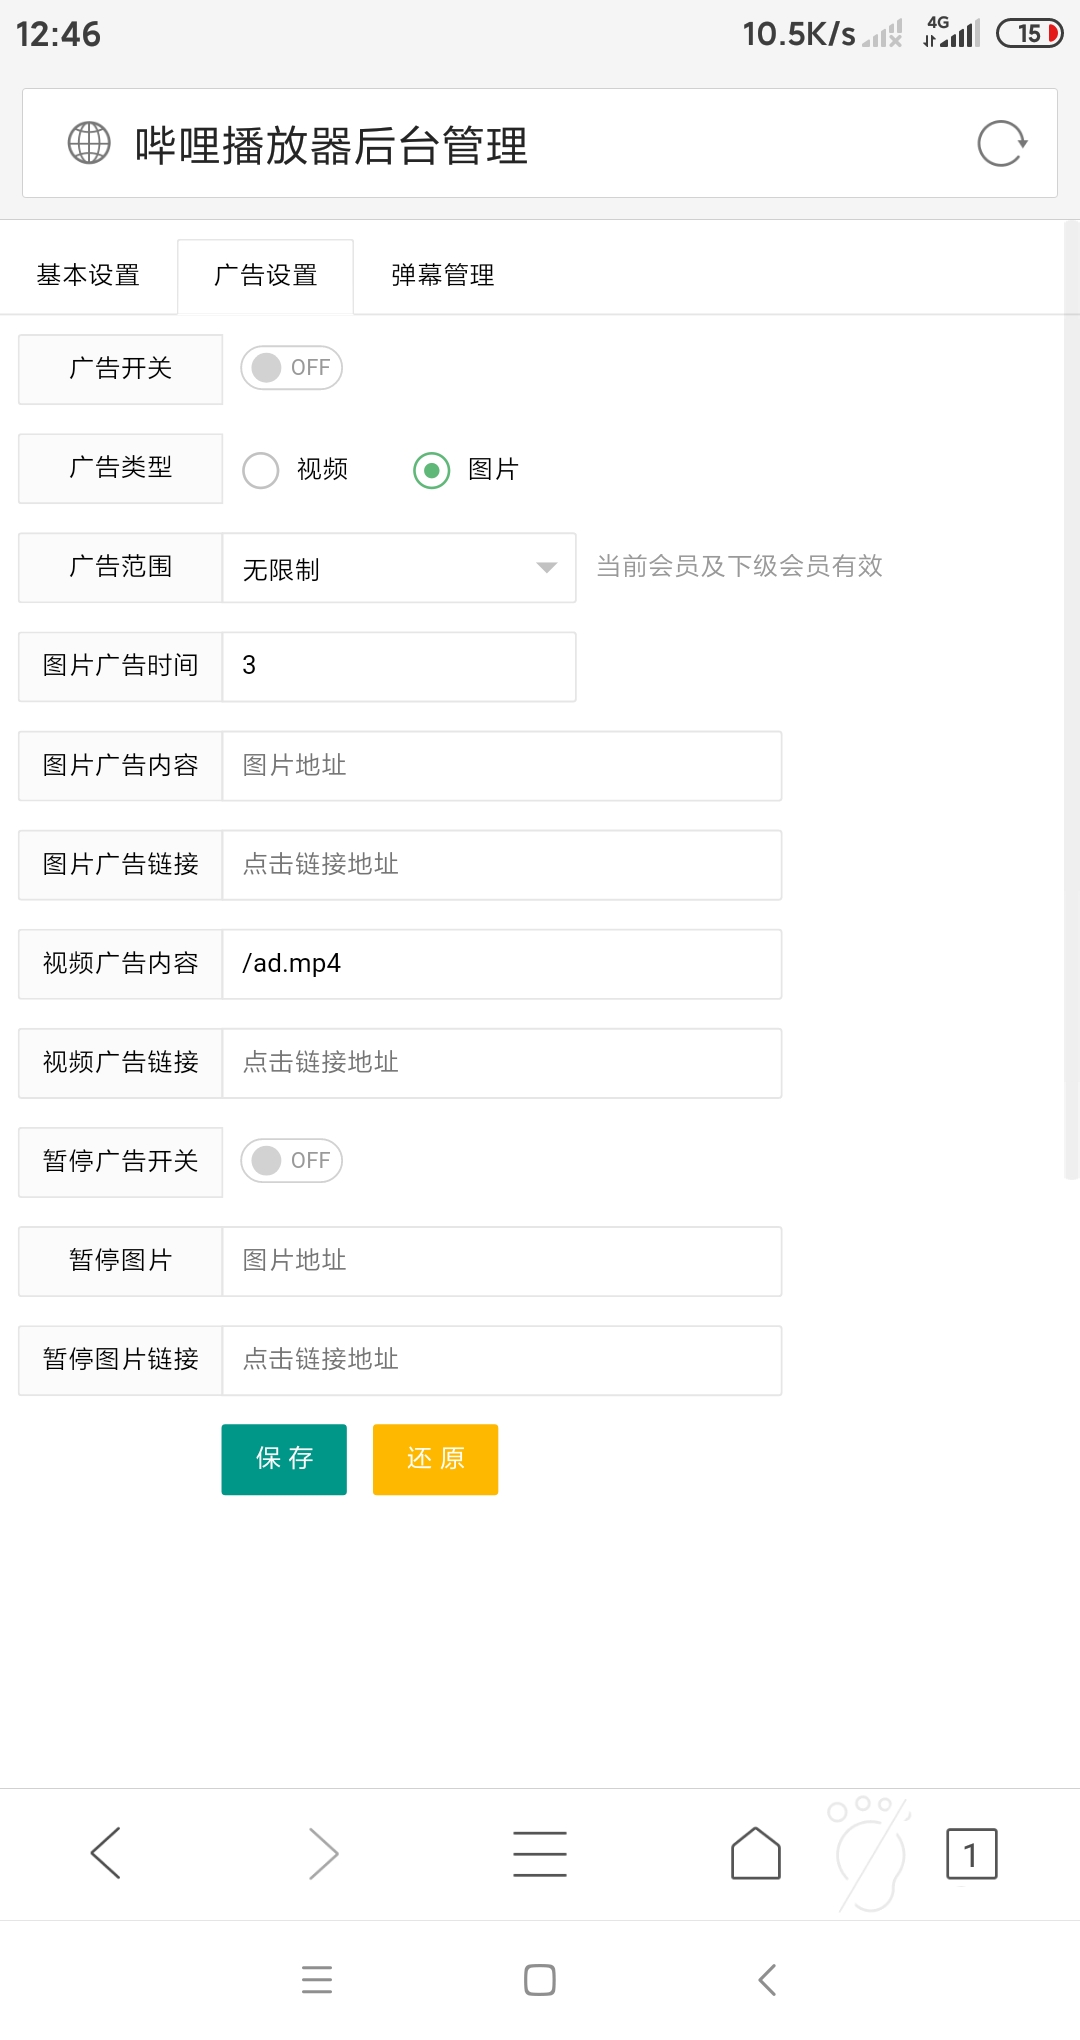 12:46
10.5K/s 4G 15
哔哩播放器后台管理
基本设置 广告设置 弹幕管理
广告开关 OFF
广告类型 视频 图片
广告范围 无限制 当前会员及下级会员有效
图片广告时间 3
图片广告内容 图片地址
图片广告链接 点击链接地址
视频广告内容 /ad.mp4
视频广告链接 点击链接地址
暂停广告开关 OFF
暂停图片 图片地址
暂停图片链接 点击链接地址
保存 还原
1